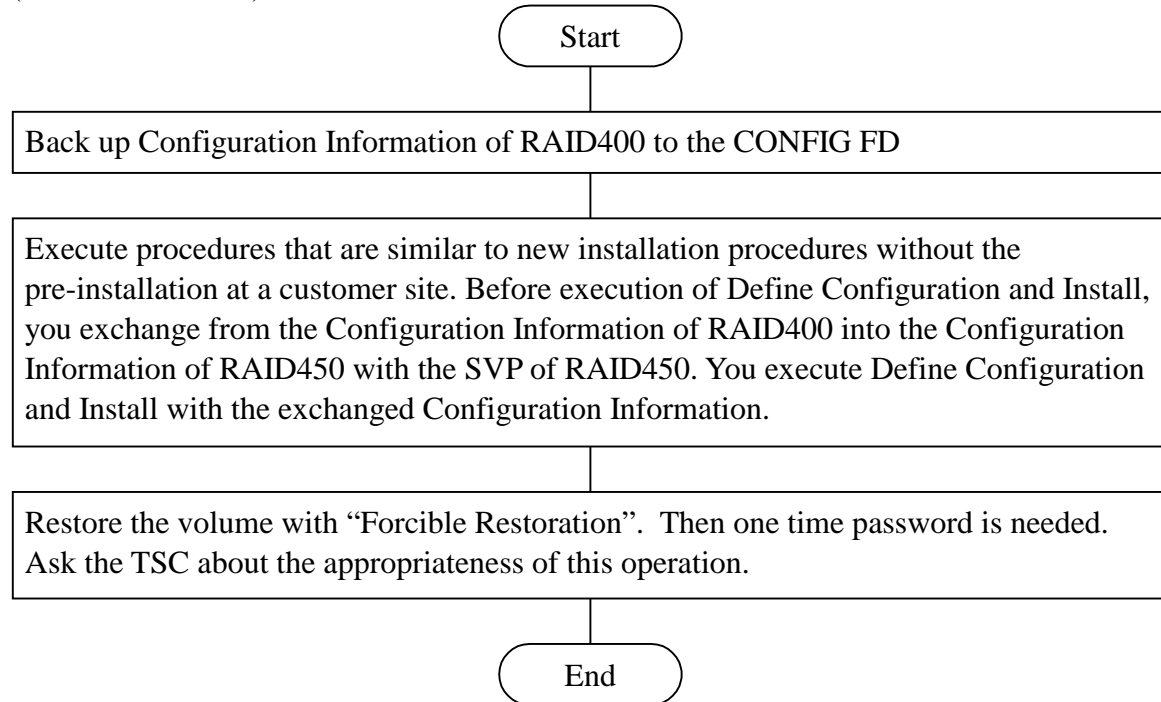 Start
Back up Configuration Information of RAID400 to the CONFIG FD
Execute procedures that are similar to new installation procedures without the
pre-installation at a customer site. Before execution of Define Configuration and Install,
you exchange from the Configuration Information of RAID400 into the Configuration
Information of RAID450 with the SVP of RAID450. You execute Define Configuration
and Install with the exchanged Configuration Information.
Restore the volume with “Forcible Restoration”.  Then one time password is needed.
Ask the TSC about the appropriateness of this operation.
End